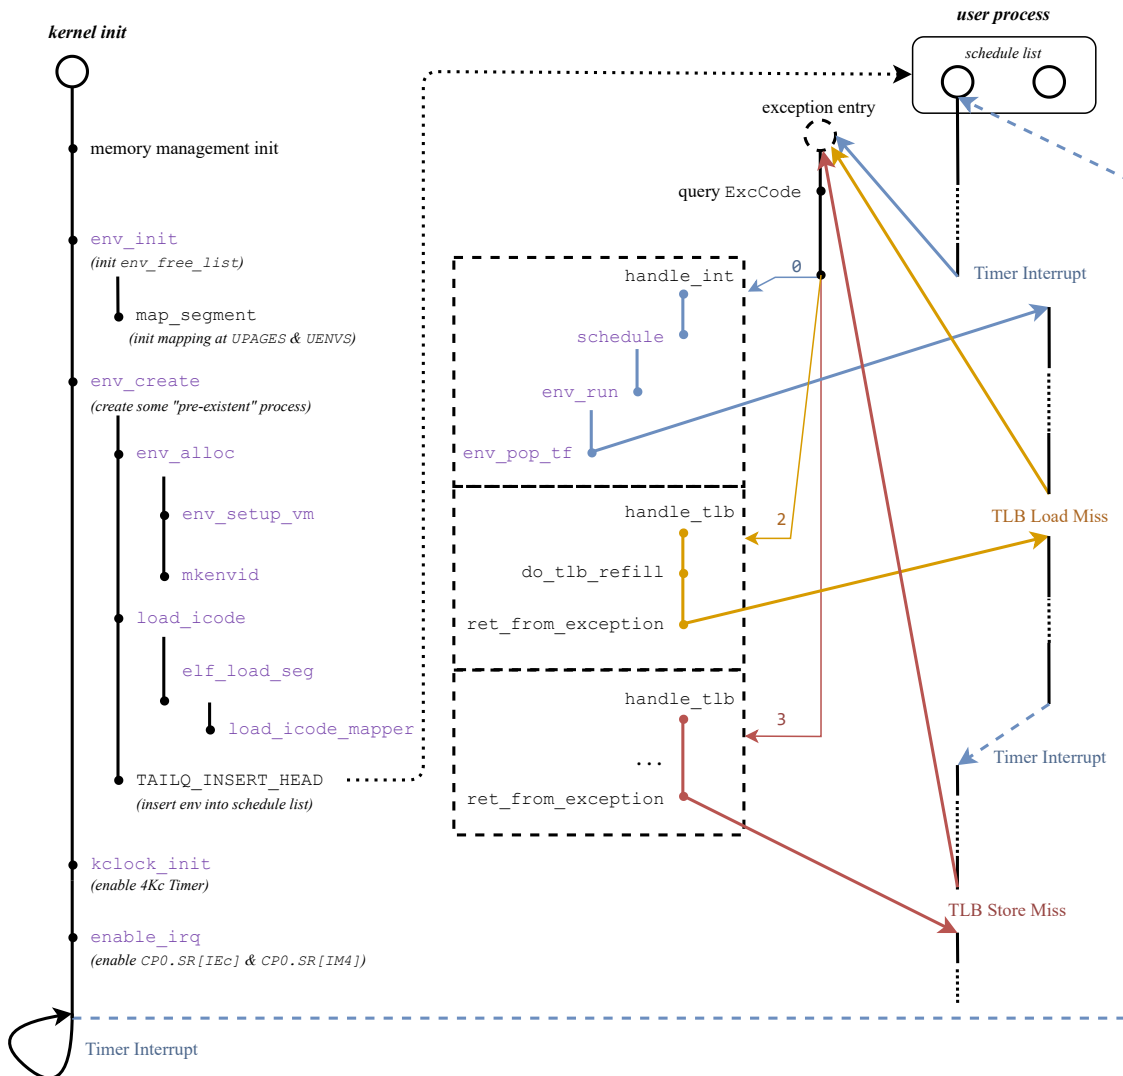 kernel init
memory management init
env_init
(init env_free_list)
map_segment
(init mapping at UPAGES & UENVS)
env_create
(create some "pre-existent" process)
env_alloc
env_setup_vm
mkenvid
load_icode
elf_load_seg
load_icode_mapper
TAILQ_INSERT_HEAD
(insert env into schedule list)
kclock_init
(enable 4Kc Timer)
enable_irq
(enable CP0.SR[IEc] & CP0.SR[IM4])
Timer Interrupt
exception entry
query ExcCode
0
handle_int
schedule
env_run
env_pop_tf
2
handle_tlb
do_tlb_refill
ret_from_exception
3
handle_tlb
...
ret_from_exception
user process
schedule list
Timer Interrupt
TLB Load Miss
Timer Interrupt
TLB Store Miss